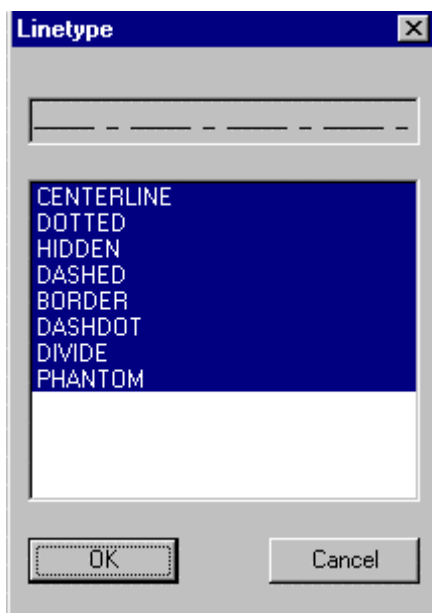 Linetype
CENTERLINE
DOTTED
HIDDEN
DASHED
BORDER
DASHDOT
DIVIDE
PHANTOM
OK
Cancel